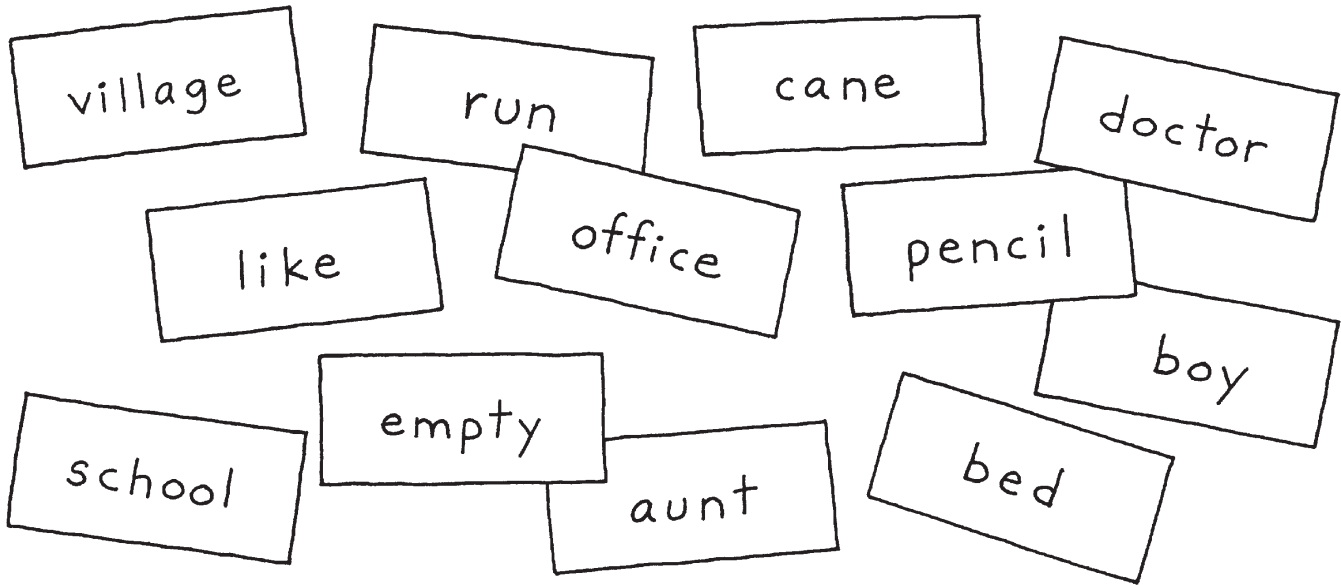 village
run
cane
doctor
like
office
pencil
boy
school
empty
aunt
bed